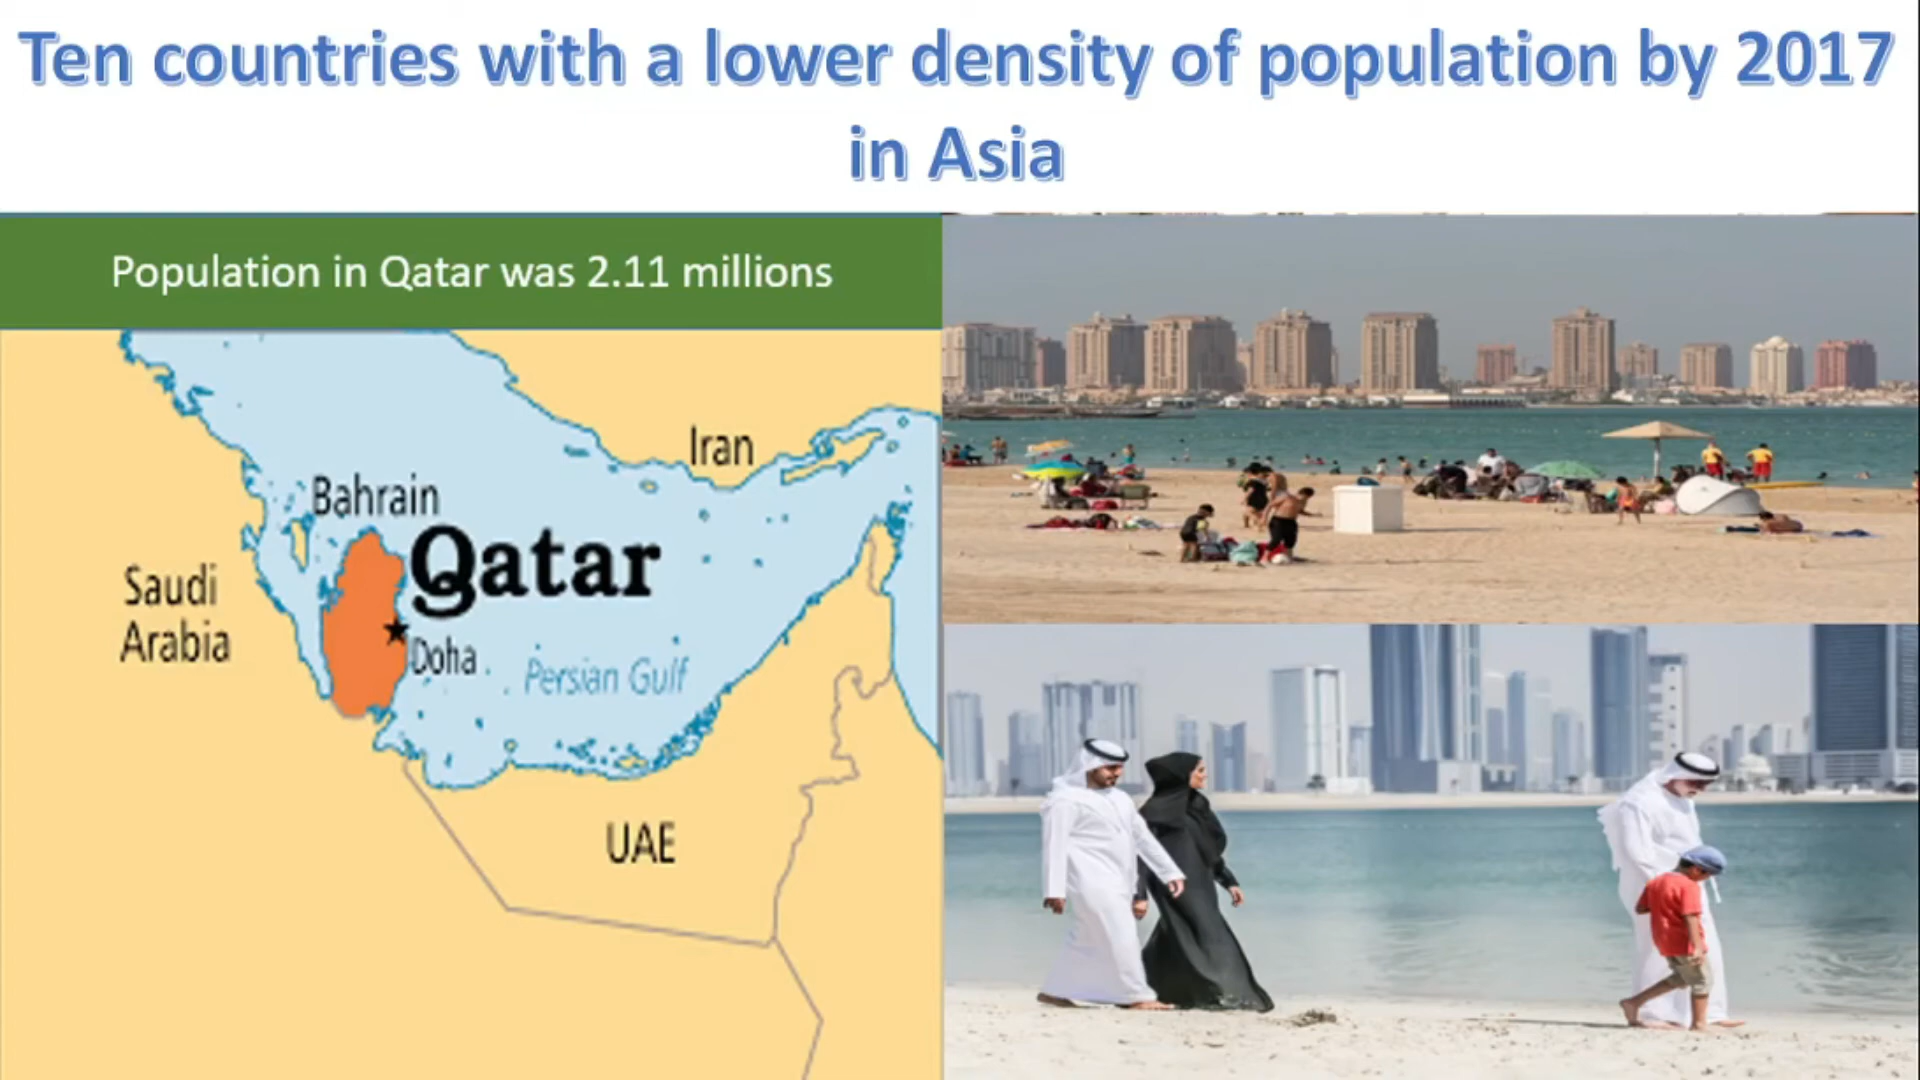 Ten countries with a lower density of population by 2017
in Asia
Population in Qatar was 2.11 millions
Iran
Bahrain
Qatar
Saudi
Arabia
Doha
Persian Gulf
UAE